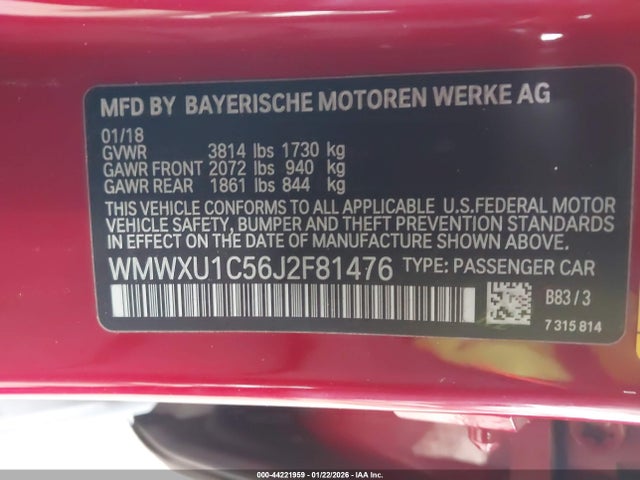 MFD BY BAYERISCHE MOTOREN WERKE AG
01/18
GVWR 3814 lbs 1730 kg
GAWR FRONT 2072 lbs 940 kg
GAWR REAR 1861 lbs 844 kg
THIS VEHICLE CONFORMS TO ALL APPLICABLE U.S.FEDERAL MOTOR
VEHICLE SAFETY, BUMPER AND THEFT PREVENTION STANDARDS
IN EFFECT ON THE DATE OF MANUFACTURE SHOWN ABOVE.
WMWXU1C56J2F81476 TYPE: PASSENGER CAR
B83/3
7 315 814
000-44221959 - 01/22/2026 - IAA Inc.